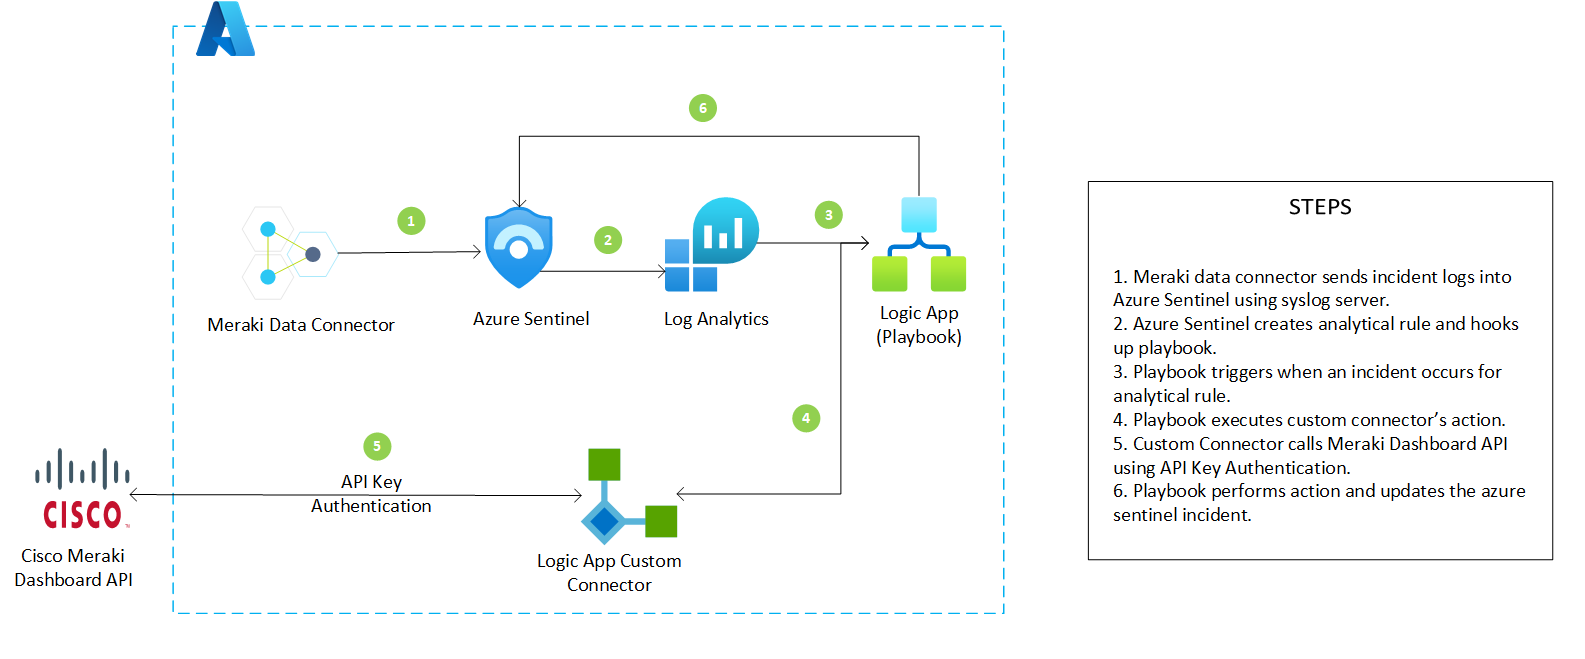 6
1
2
3
Meraki Data Connector
Azure Sentinel
Log Analytics
Logic App
(Playbook)
4
5
API Key
Authentication
CISCO
Cisco Meraki
Dashboard API
Logic App Custom
Connector
STEPS
1. Meraki data connector sends incident logs into
Azure Sentinel using syslog server.
2. Azure Sentinel creates analytical rule and hooks
up playbook.
3. Playbook triggers when an incident occurs for
analytical rule.
4. Playbook executes custom connector’s action.
5. Custom Connector calls Meraki Dashboard API
using API Key Authentication.
6. Playbook performs action and updates the azure
sentinel incident.